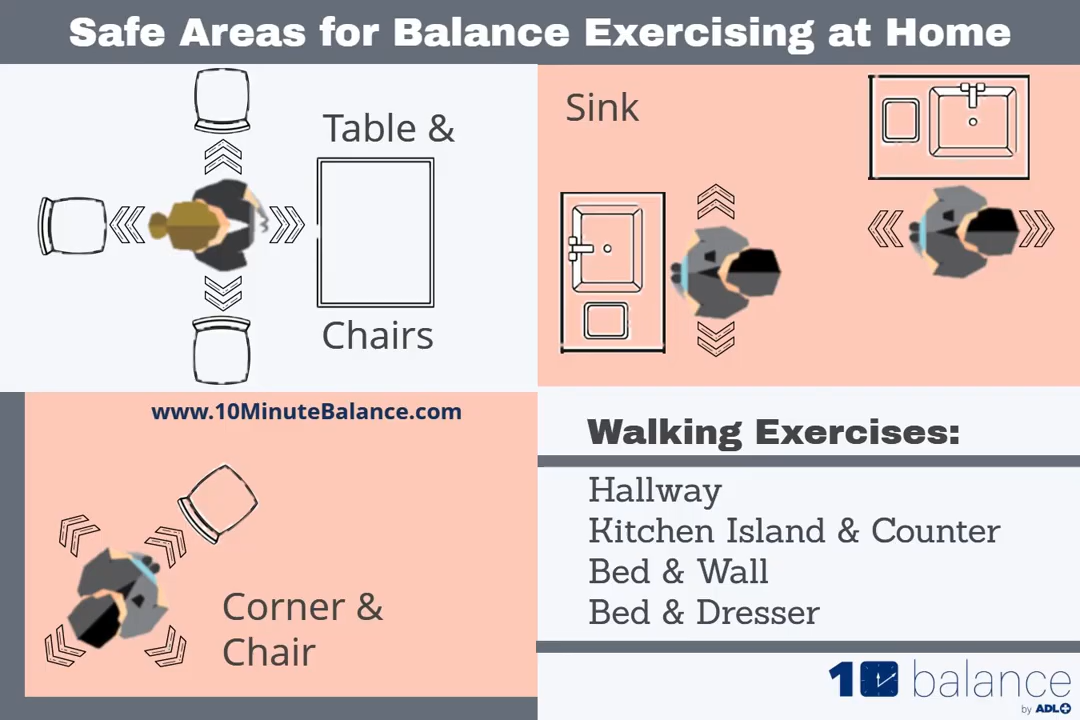 Safe Areas for Balance Exercising at Home
Table &
Chairs
Sink
www.10MinuteBalance.com
Corner &
Chair
Walking Exercises:
Hallway
Kitchen Island & Counter
Bed & Wall
Bed & Dresser
10 balance
by ADL+